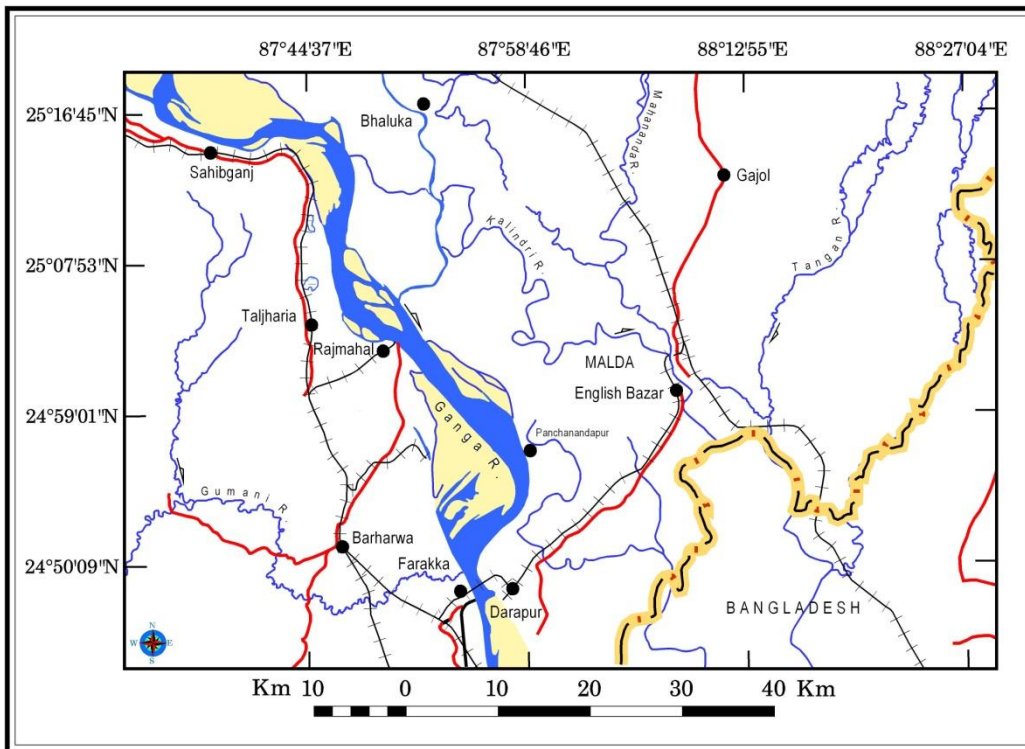 87°44'37"E 87°58'46"E 88°12'55"E 88°27'04"E
25°16'45"N
25°07'53"N
24°59'01"N
24°50'09"N
Bhaluka
Mahananda R.
Sahibganj
Gajol
Kalindri R.
Tangan R.
Taljharia
Rajmahal
MALDA
English Bazar
Ganga R.
Panchanandapur
Gumani R.
Barharwa
Farakka
Darapur
BANGLADESH
N
W E
S
Km 10 0 10 20 30 40 Km